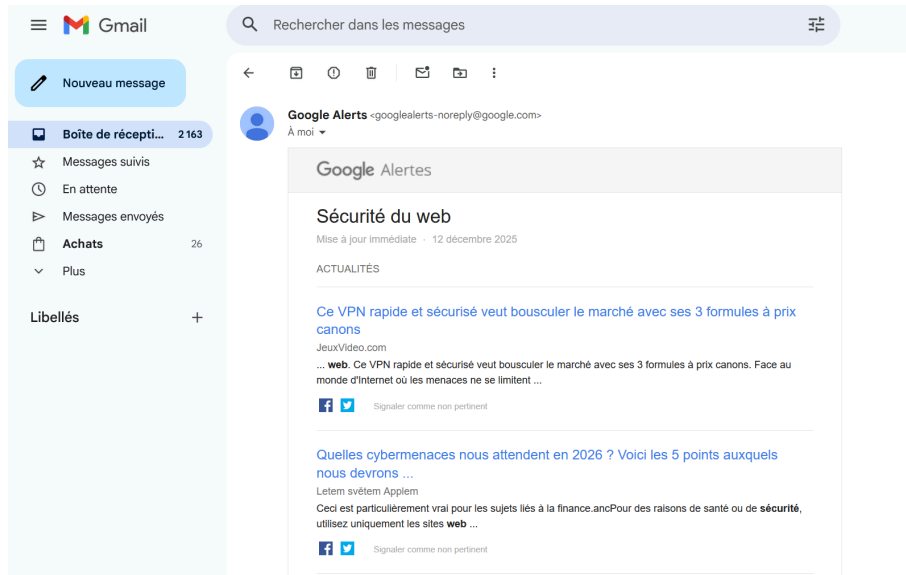 Gmail
Rechercher dans les messages
Nouveau message
Boîte de récepti... 2 163
Messages suivis
En attente
Messages envoyés
Achats 26
Plus
Libellés
Google Alerts <googlealerts-noreply@google.com>
À moi
Google Alertes
Sécurité du web
Mise à jour immédiate · 12 décembre 2025
ACTUALITÉS
Ce VPN rapide et sécurisé veut bousculer le marché avec ses 3 formules à prix
canons
JeuxVideo.com
... web. Ce VPN rapide et sécurisé veut bousculer le marché avec ses 3 formules à prix canons. Face au
monde d'Internet où les menaces ne se limitent ...
Signaler comme non pertinent
Quelles cybermenaces nous attendent en 2026 ? Voici les 5 points auxquels
nous devrons ...
Letem světem Applem
Ceci est particulièrement vrai pour les sujets liés à la finance.ancPour des raisons de santé ou de sécurité,
utilisez uniquement les sites web ...
Signaler comme non pertinent